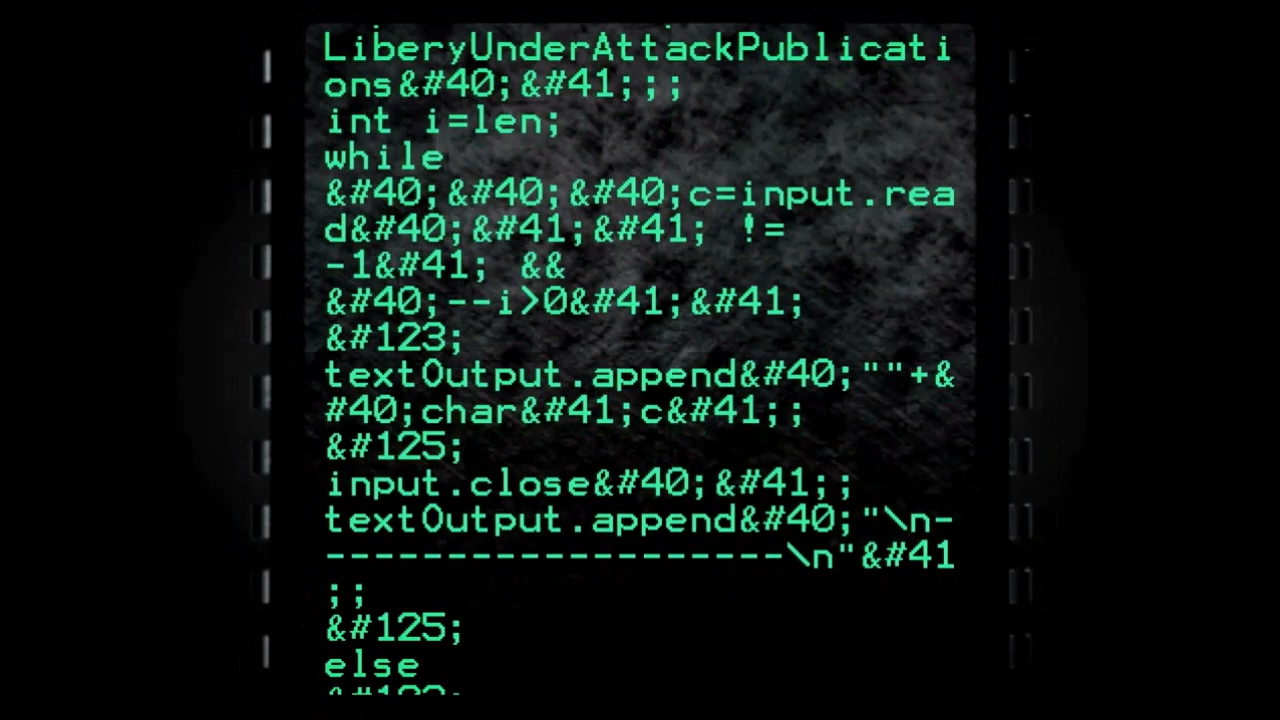 LiberyUnderAttackPublicati
ons&#40;&#41;;;
int i=len;
while
&#40;&#40;&#40;c=input.rea
d&#40;&#41;&#41; !=
-1&#41; &&
&#40;--i>0&#41;&#41;
&#123;
textOutput.append&#40;""+&
#40;char&#41;c&#41;;
&#125;
input.close&#40;&#41;;
textOutput.append&#40;"\n-
-------------------\n"&#41
;;
&#125;
else